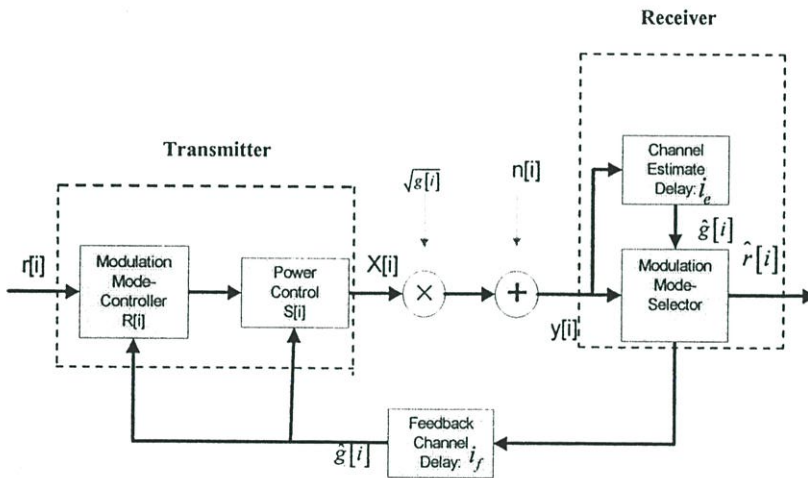 Receiver
Transmitter
√g[i]
n[i]
Channel
Estimate
Delay: i_e
ĝ[i]
r̂[i]
r[i]
Modulation
Mode-
Controller
R[i]
Power
Control
S[i]
X[i]
×
+
y[i]
Modulation
Mode-
Selector
ĝ[i]
Feedback
Channel
Delay: i_f